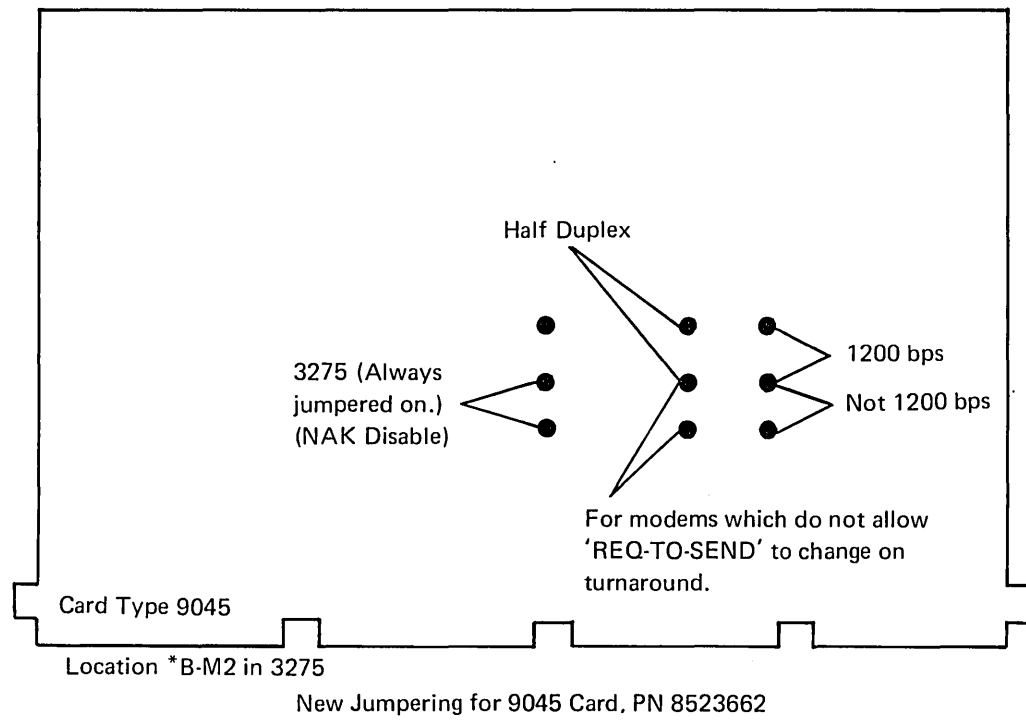 Half Duplex
3275 (Always
jumpered on.)
(NAK Disable)
1200 bps
Not 1200 bps
For modems which do not allow
'REQ-TO-SEND' to change on
turnaround.
Card Type 9045
Location *B-M2 in 3275
New Jumpering for 9045 Card, PN 8523662